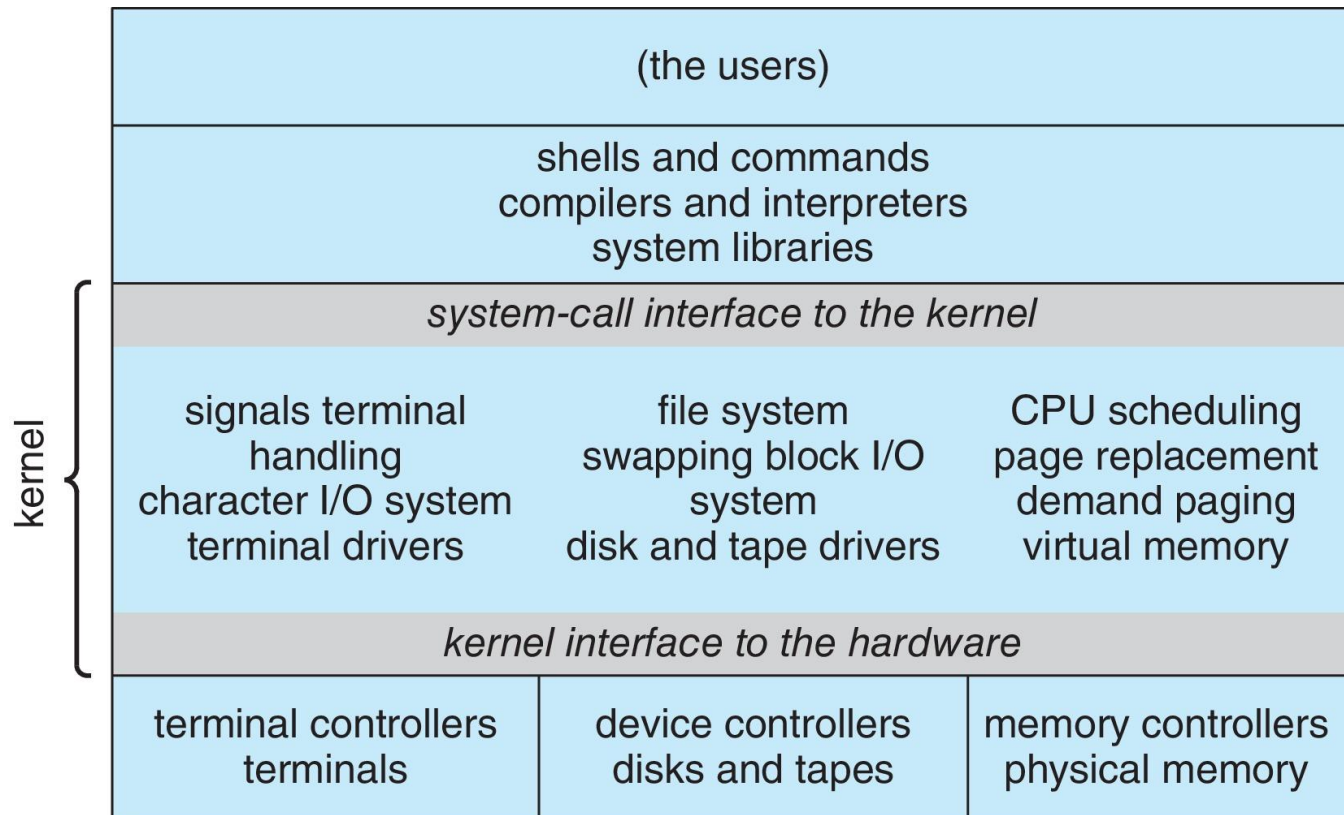 (the users)
shells and commands
compilers and interpreters
system libraries
kernel
system-call interface to the kernel
signals terminal
handling
character I/O system
terminal drivers
file system
swapping block I/O
system
disk and tape drivers
CPU scheduling
page replacement
demand paging
virtual memory
kernel interface to the hardware
terminal controllers
terminals
device controllers
disks and tapes
memory controllers
physical memory